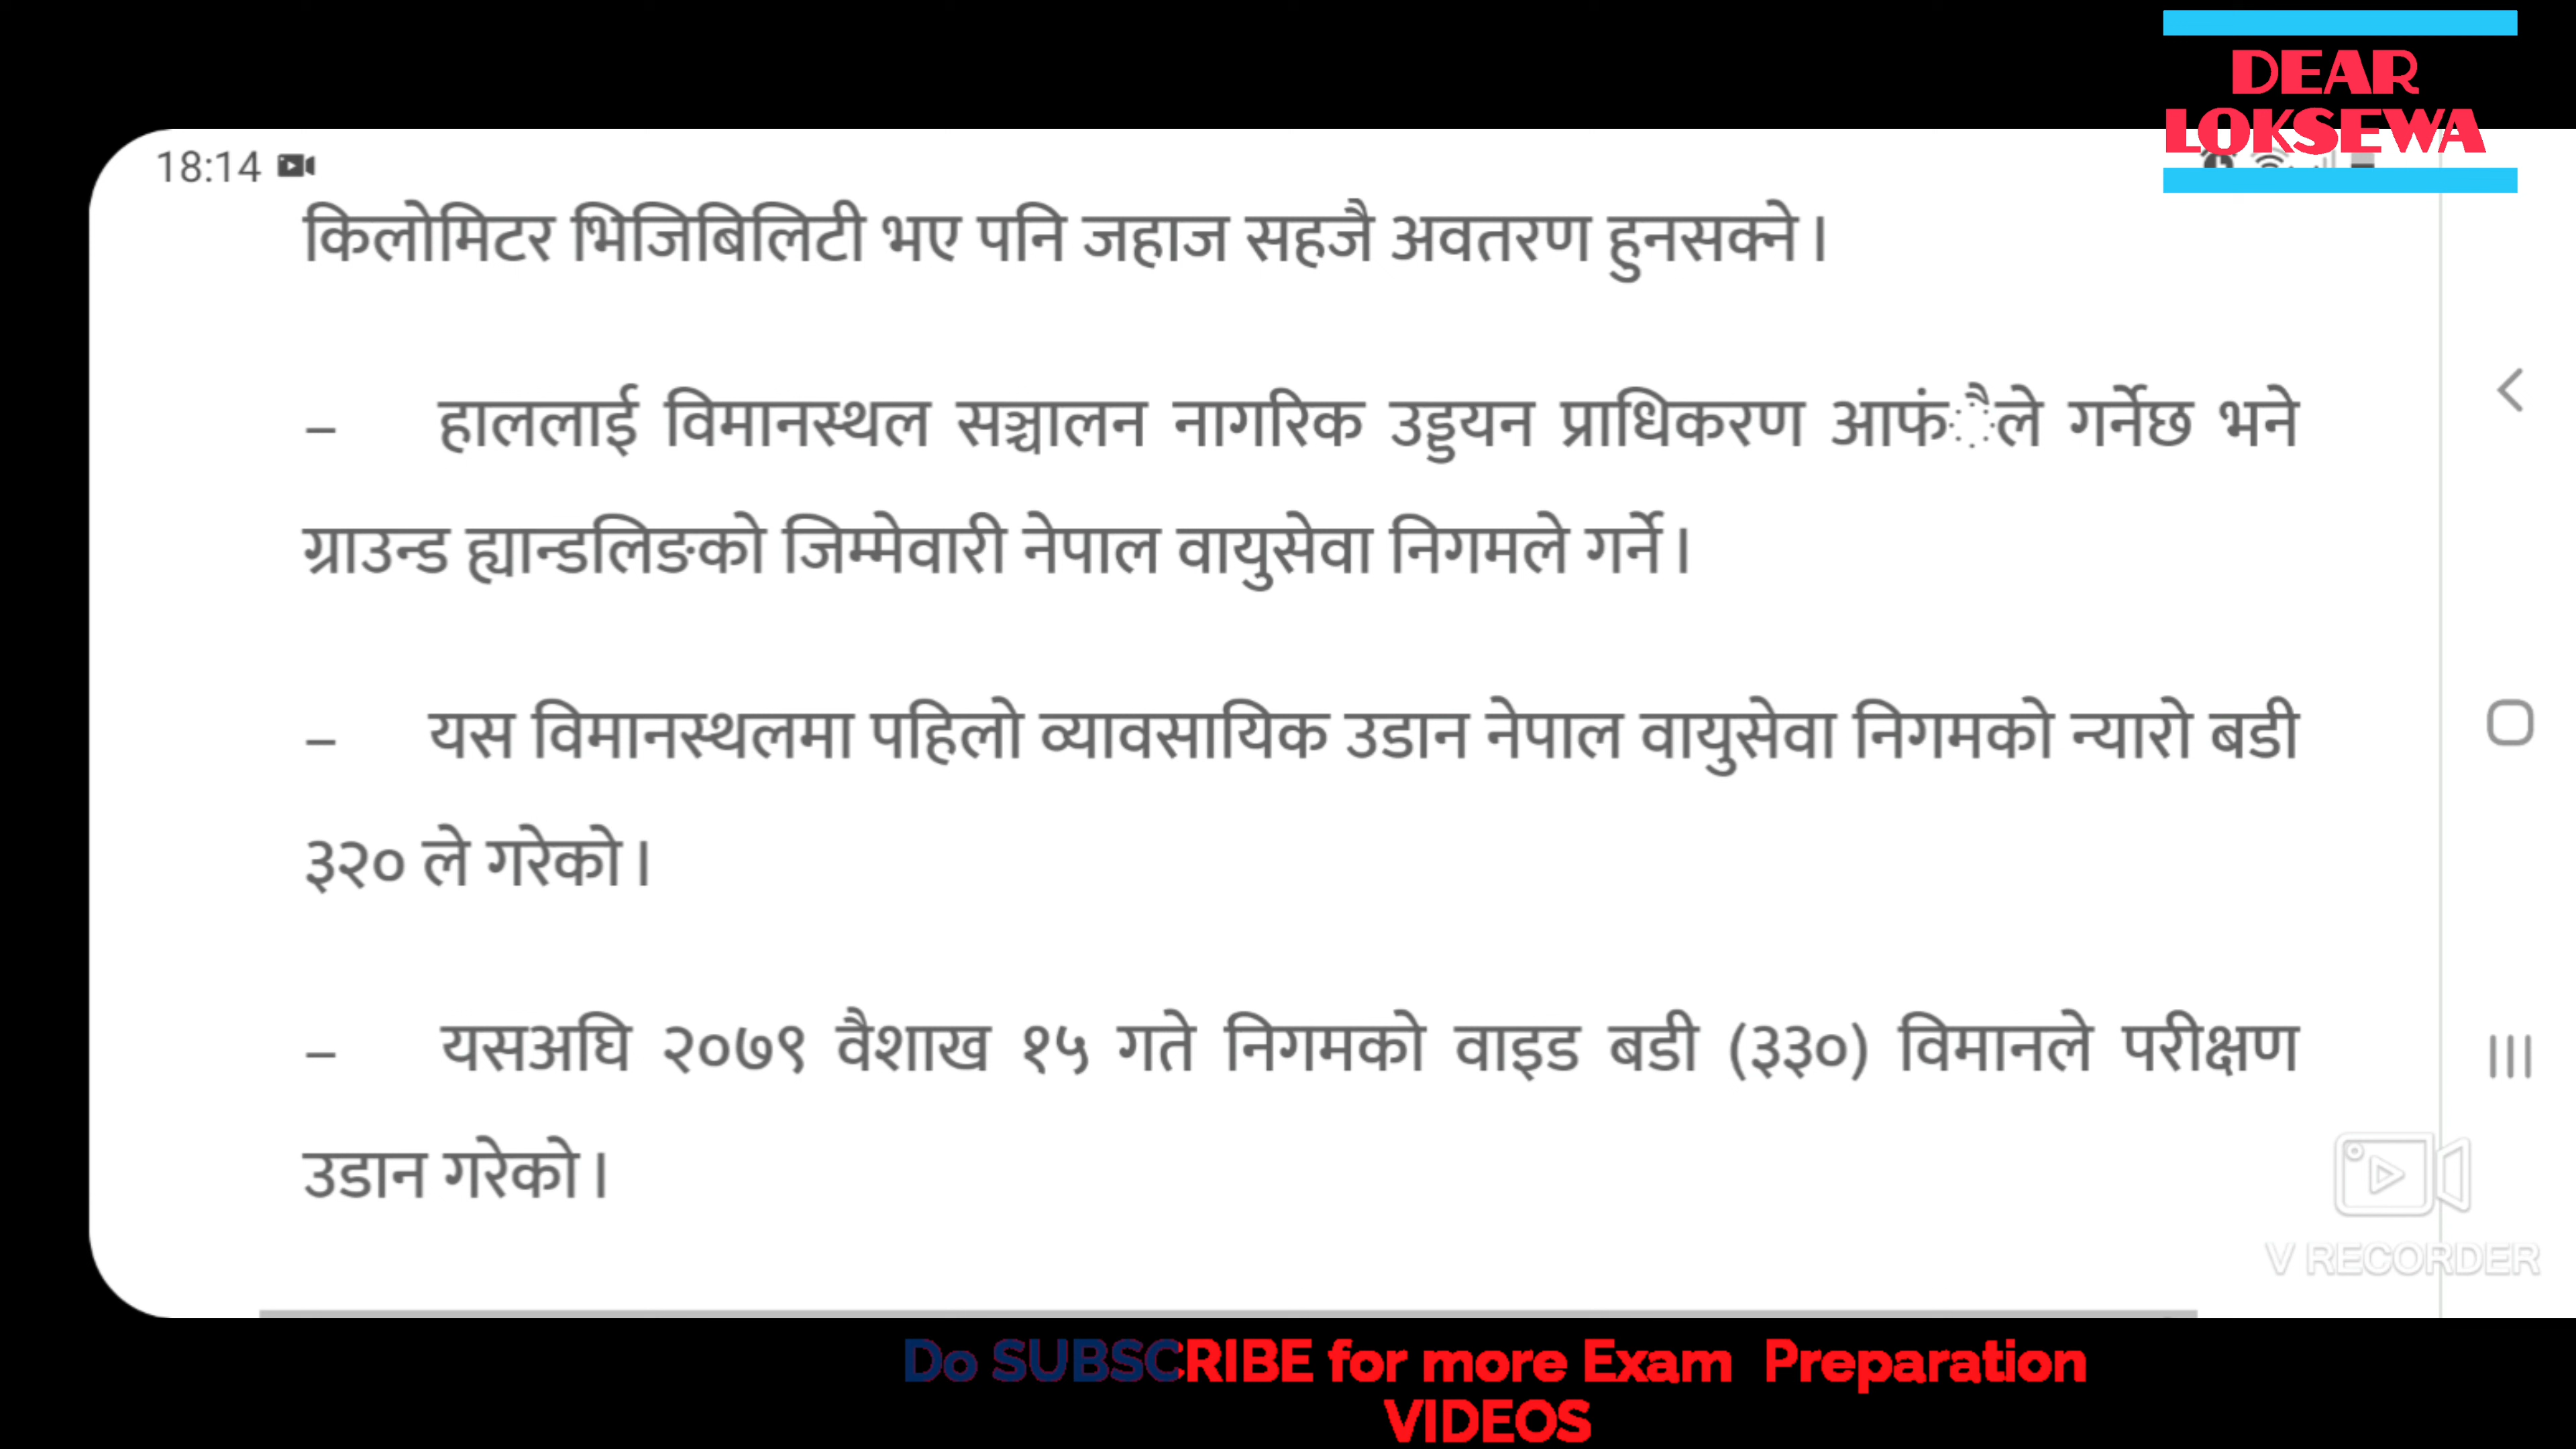 DEAR
LOKSEWA
18:14
किलोमिटर भिजिबिलिटी भए पनि जहाज सहजै अवतरण हुनसक्ने।
– हाललाई विमानस्थल सञ्चालन नागरिक उड्डयन प्राधिकरण आफंैले गर्नेछ भने
ग्राउन्ड ह्यान्डलिङको जिम्मेवारी नेपाल वायुसेवा निगमले गर्ने।
– यस विमानस्थलमा पहिलो व्यावसायिक उडान नेपाल वायुसेवा निगमको न्यारो बडी
३२० ले गरेको।
– यसअघि २०७९ वैशाख १५ गते निगमको वाइड बडी (३३०) विमानले परीक्षण
उडान गरेको।
V RECORDER
Do SUBSCRIBE for more Exam Preparation
VIDEOS